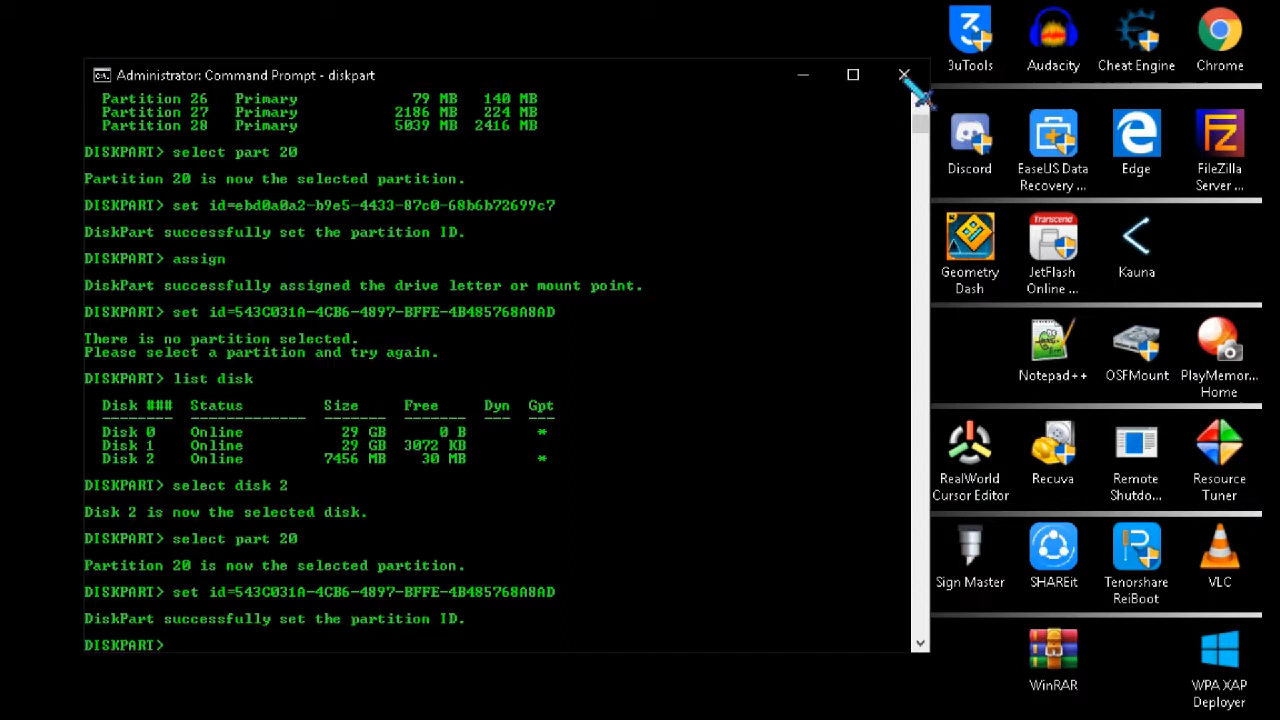 Administrator: Command Prompt - diskpart
Partition 26 Primary 79 MB 140 MB
Partition 27 Primary 2186 MB 224 MB
Partition 28 Primary 5039 MB 2416 MB
DISKPART> select part 20
Partition 20 is now the selected partition.
DISKPART> set id=ebd0a0a2-b9e5-4433-87c0-68b6b72699c7
DiskPart successfully set the partition ID.
DISKPART> assign
DiskPart successfully assigned the drive letter or mount point.
DISKPART> set id=543C031A-4CB6-4897-BFFE-4B485768A8AD
There is no partition selected.
Please select a partition and try again.
DISKPART> list disk
Disk ### Status Size Free Dyn Gpt
Disk 0 Online 29 GB 0 B *
Disk 1 Online 29 GB 3072 KB
Disk 2 Online 7456 MB 30 MB *
DISKPART> select disk 2
Disk 2 is now the selected disk.
DISKPART> select part 20
Partition 20 is now the selected partition.
DISKPART> set id=543C031A-4CB6-4897-BFFE-4B485768A8AD
DiskPart successfully set the partition ID.
DISKPART>
3uTools
Audacity
Cheat Engine
Chrome
Discord
EaseUS Data
Recovery ...
Edge
FileZilla
Server ...
Geometry
Dash
Transcend
JetFlash
Online ...
Kauna
Notepad++
OSFMount
PlayMemor...
Home
RealWorld
Cursor Editor
Recuva
Remote
Shutdo...
Resource
Tuner
Sign Master
SHAREit
Tenorshare
ReiBoot
VLC
WinRAR
WPA XAP
Deployer